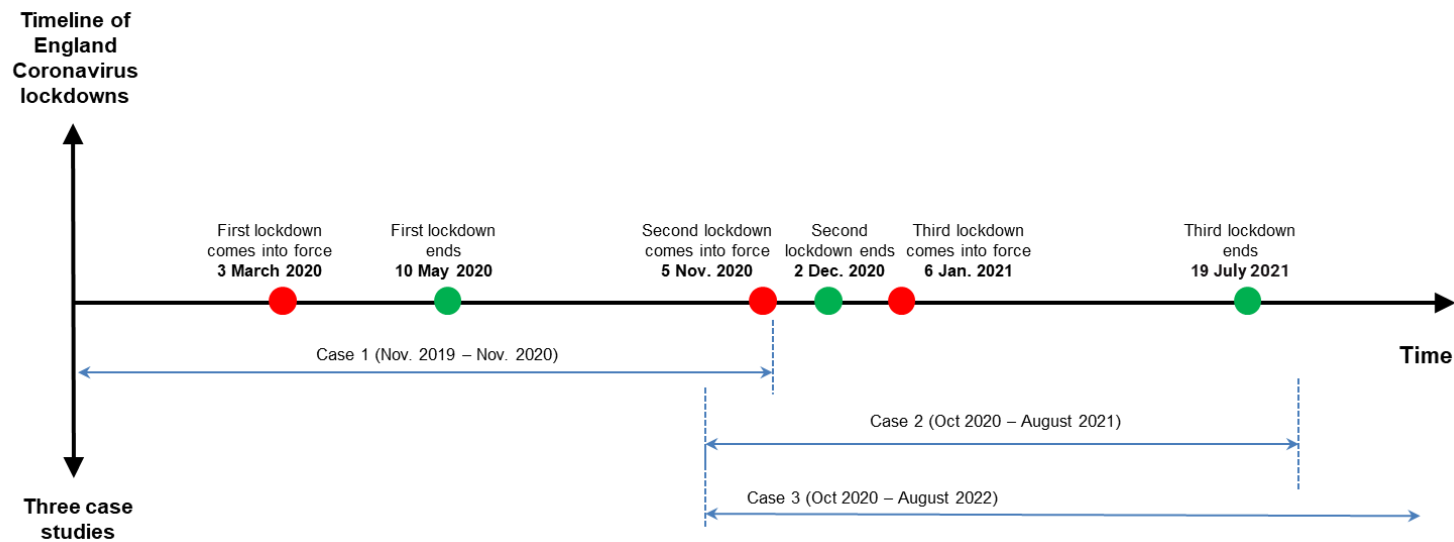 Timeline of
England
Coronavirus
lockdowns
First lockdown
comes into force
3 March 2020
First lockdown
ends
10 May 2020
Second lockdown
comes into force
5 Nov. 2020
Second
lockdown ends
2 Dec. 2020
Third lockdown
comes into force
6 Jan. 2021
Third lockdown
ends
19 July 2021
Time
Case 1 (Nov. 2019 – Nov. 2020)
Case 2 (Oct 2020 – August 2021)
Case 3 (Oct 2020 – August 2022)
Three case
studies